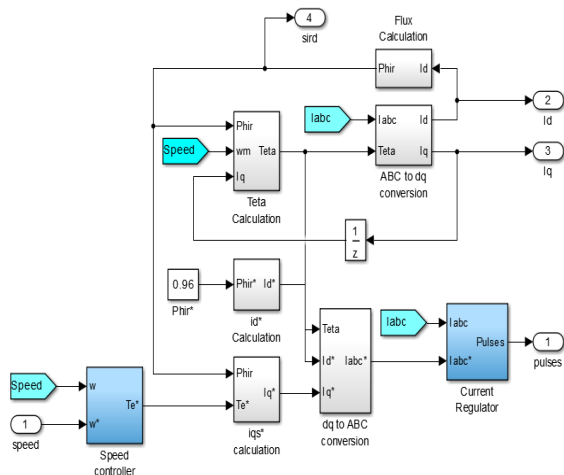 4
sird
Flux
Calculation
Phir Id
Iabc
2
Id
Phir
wm Teta
Iq
Speed
Teta
Calculation
Iabc Id
Teta Iq
ABC to dq
conversion
3
Iq
1
z
0.96
Phir*
Phir* Id*
id*
Calculation
Teta
Id* Iabc*
Iq*
dq to ABC
conversion
Iabc
Iabc
Pulses
Iabc*
Current
Regulator
1
pulses
Phir
Iq*
Te*
iqs*
calculation
Speed
1
speed
w
Te*
w*
Speed
controller